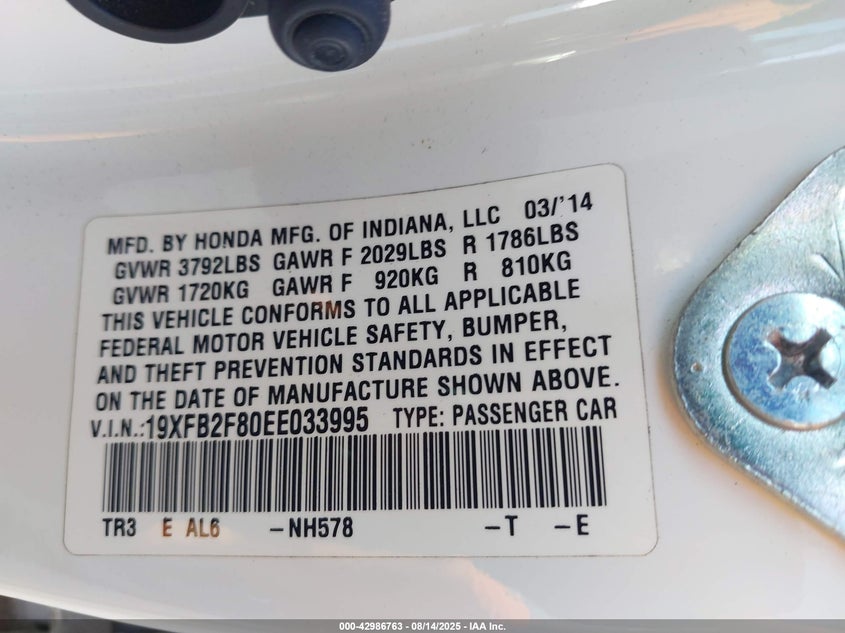 MFD. BY HONDA MFG. OF INDIANA, LLC 03/'14
GVWR 3792LBS GAWR F 2029LBS R 1786LBS
GVWR 1720KG GAWR F 920KG R 810KG
THIS VEHICLE CONFORMS TO ALL APPLICABLE
FEDERAL MOTOR VEHICLE SAFETY, BUMPER,
AND THEFT PREVENTION STANDARDS IN EFFECT
ON THE DATE OF MANUFACTURE SHOWN ABOVE.
V.I.N.:19XFB2F80EE033995 TYPE: PASSENGER CAR
TR3 E AL6 -NH578 -T -E
000-42986763 - 08/14/2025 - IAA Inc.